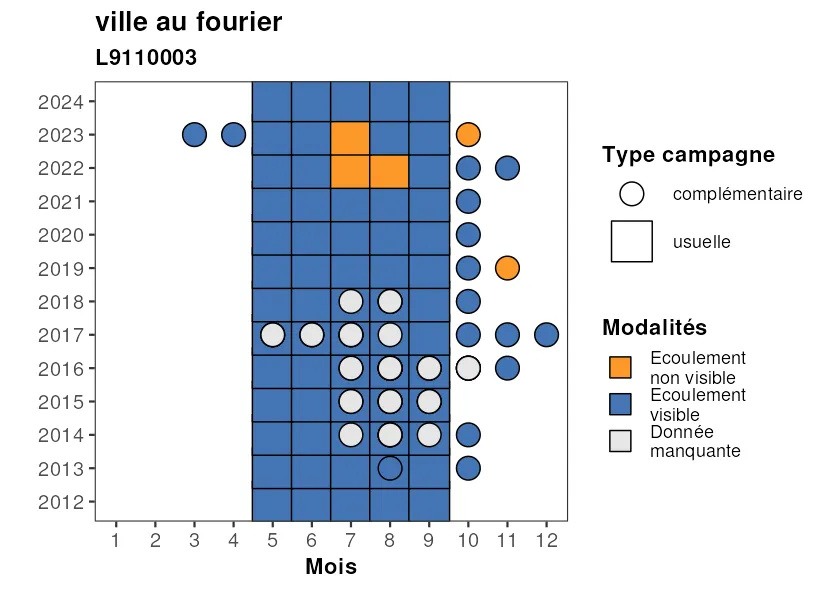 ville au fourier
L9110003
2024
2023
2022
2021
2020
2019
2018
2017
2016
2015
2014
2013
2012
1 2 3 4 5 6 7 8 9 10 11 12
Mois
Type campagne
complémentaire
usuelle
Modalités
Ecoulement
non visible
Ecoulement
visible
Donnée
manquante